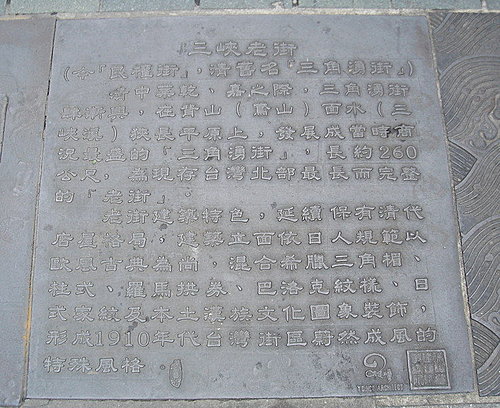 三峽老街
(今「民權街」,清舊名「三角湧街」)
清中葉乾、嘉之際,三角湧街
肆漸興,在背山(鳶山)面水(三
峽溪)狹長平原上,發展成當時商
況最盛的「三角湧街」,長約260
公尺,為現存台灣北部最長而完整
的「老街」。
老街建築特色,延續保有清代
店屋格局,建築立面依日人規範以
歐風古典為尚,混合希臘三角楣、
柱式、羅馬拱券、巴洛克紋樣、日
式家紋及本土漢族文化圖象裝飾,
形成1910年代台灣街區蔚然成風的
特殊風格。